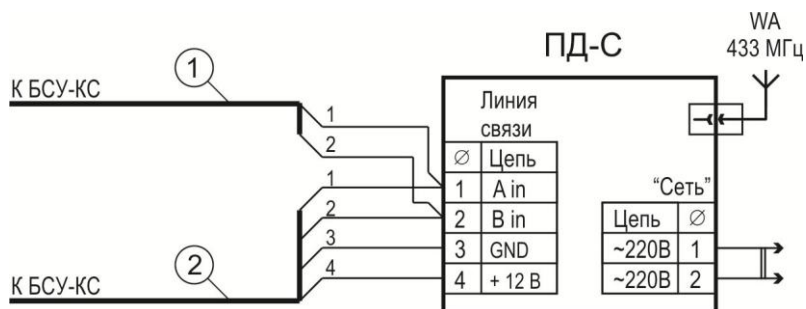 WA
433 МГц
ПД-С
1
К БСУ-КС
1
2
Линия
связи
∅ Цепь
1 A in
2 B in
3 GND
4 + 12 В
“Сеть”
Цепь ∅
~220В 1
~220В 2
1
2
3
4
2
К БСУ-КС